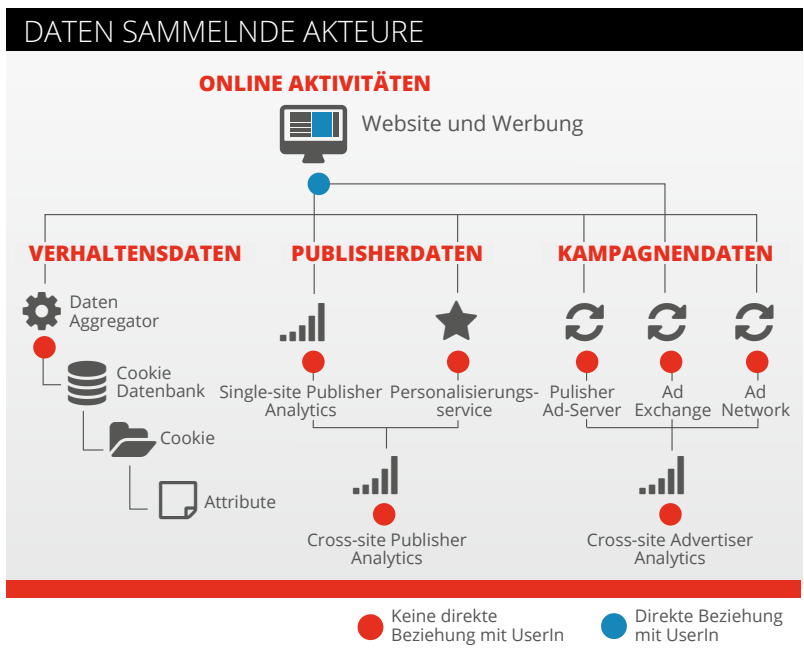 DATEN SAMMELNDE AKTEURE
ONLINE AKTIVITÄTEN
Website und Werbung
VERHALTENSDATEN
PUBLISHERDATEN
KAMPAGNENDATEN
Daten
Aggregator
Cookie
Datenbank
Cookie
Attribute
Single-site Publisher
Analytics
Personalisierungs-
service
Cross-site Publisher
Analytics
Pulisher
Ad-Server
Ad
Exchange
Ad
Network
Cross-site Advertiser
Analytics
Keine direkte
Beziehung mit UserIn
Direkte Beziehung
mit UserIn